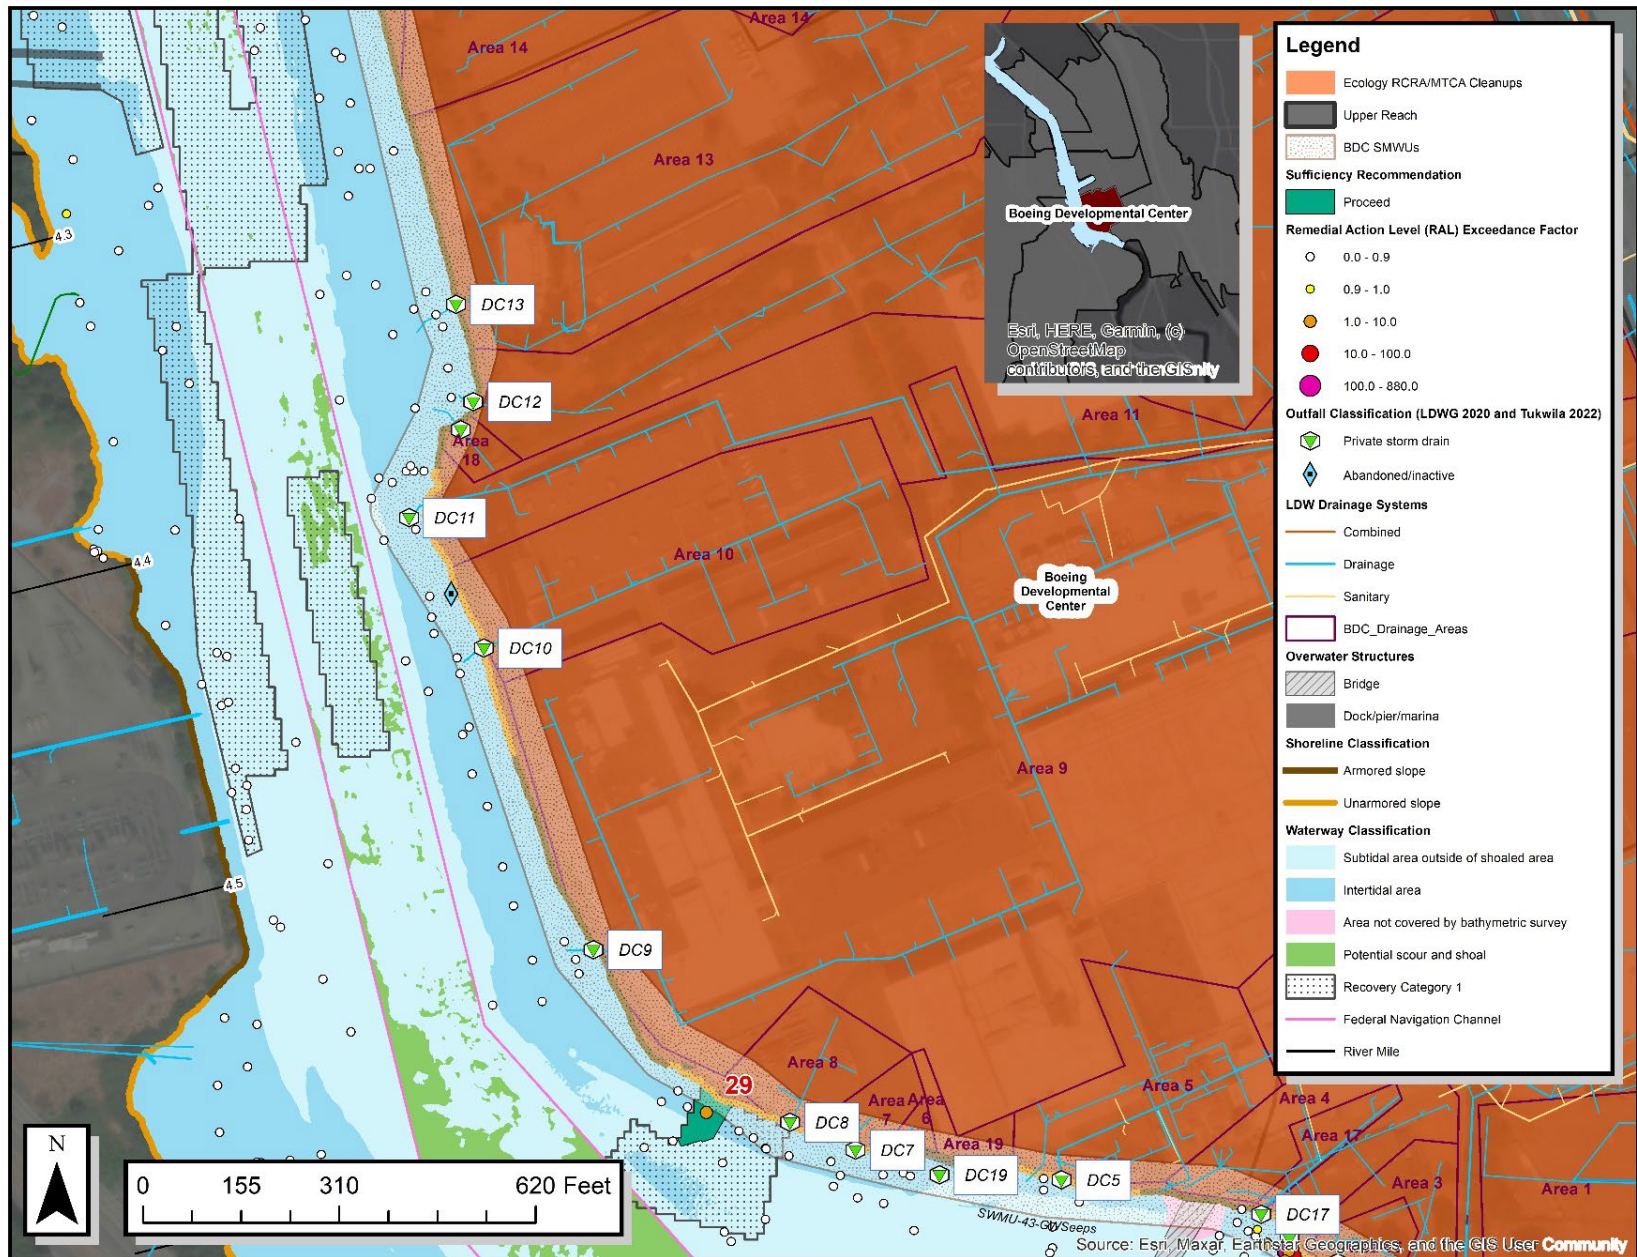 Area 14
Area 14
Area 13
4.3
DC13
DC12
Area
18
DC11
Area 11
Area 10
4.4
Boeing
Developmental
Center
DC10
Area 9
4.5
DC9
29
Area 8
Area
7
Area
6
Area 5
Area 4
Area 17
DC8
DC7
Area 19
DC19
DC5
Area 3
Area 1
DC17
SWMU-43-GWSeeps
N
0 155 310 620 Feet
Boeing Developmental Center
Esri, HERE, Garmin, (c)
OpenStreetMap
contributors, and the GIS
Legend
Ecology RCRA/MTCA Cleanups
Upper Reach
BDC SMWUs
Sufficiency Recommendation
Proceed
Remedial Action Level (RAL) Exceedance Factor
0.0 - 0.9
0.9 - 1.0
1.0 - 10.0
10.0 - 100.0
100.0 - 880.0
Outfall Classification (LDWG 2020 and Tukwila 2022)
Private storm drain
Abandoned/inactive
LDW Drainage Systems
Combined
Drainage
Sanitary
BDC_Drainage_Areas
Overwater Structures
Bridge
Dock/pier/marina
Shoreline Classification
Armored slope
Unarmored slope
Waterway Classification
Subtidal area outside of shoaled area
Intertidal area
Area not covered by bathymetric survey
Potential scour and shoal
Recovery Category 1
Federal Navigation Channel
River Mile
Source: Esri, Maxar, Earthstar Geographics, and the GIS User Community